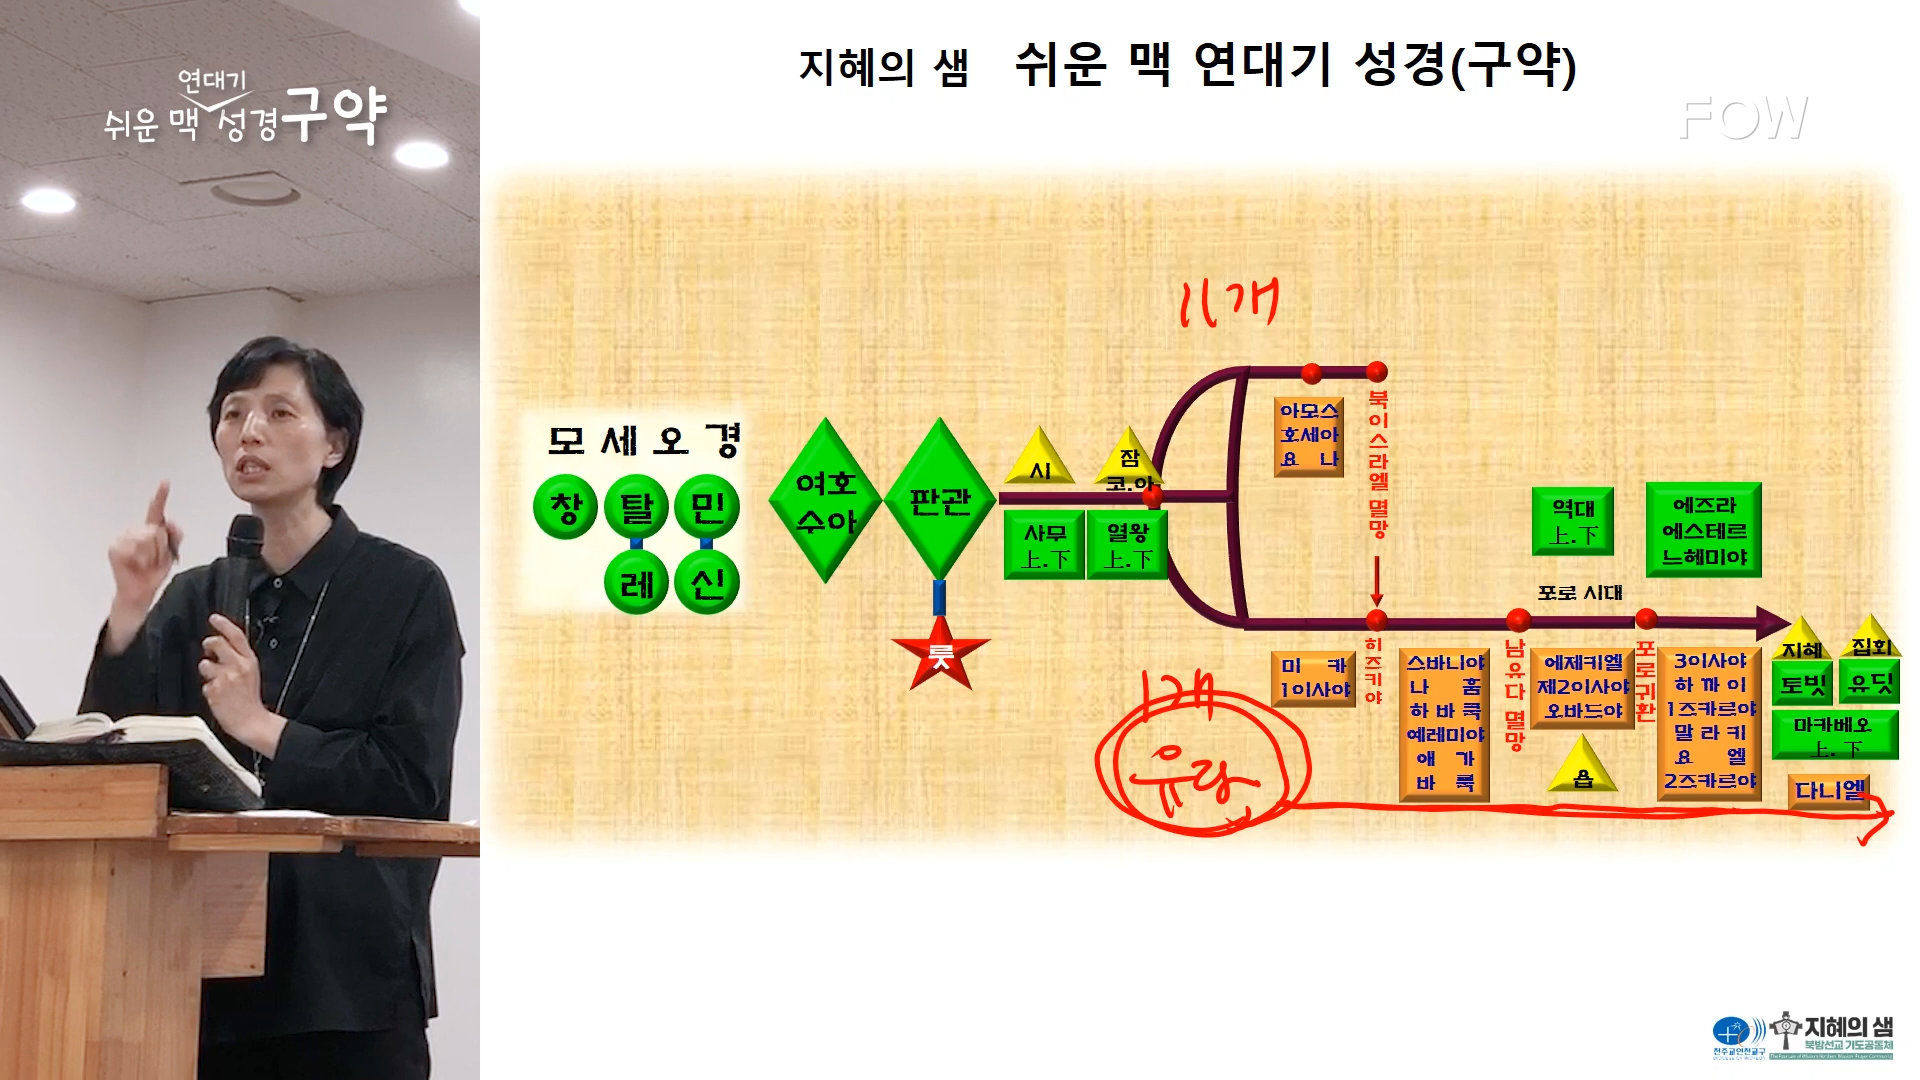 연대기
쉬운 맥 성경 구약
지혜의 샘 쉬운 맥 연대기 성경(구약)
FOW
11개
모세오경
창
탈
민
레
신
여호
수아
판관
룻
시
잠
코.아
사무
上.下
열왕
上.下
아모스
호세아
요 나
북이스라엘 멸망
역대
上.下
에즈라
에스테르
느헤미야
포로 시대
히즈키야
미 카
1이사야
스바니야
나 훔
하바쿡
예레미야
애 가
바 룩
남유다 멸망
에제키엘
제2이사야
오바드야
욥
포로귀환
3이사야
하까이
1즈카르야
말라키
요 엘
2즈카르야
지혜
집회
토빗
유딧
마카베오
上.下
다니엘
1개
유랑
천주교인천교구
지혜의 샘
북방선교 기도공동체